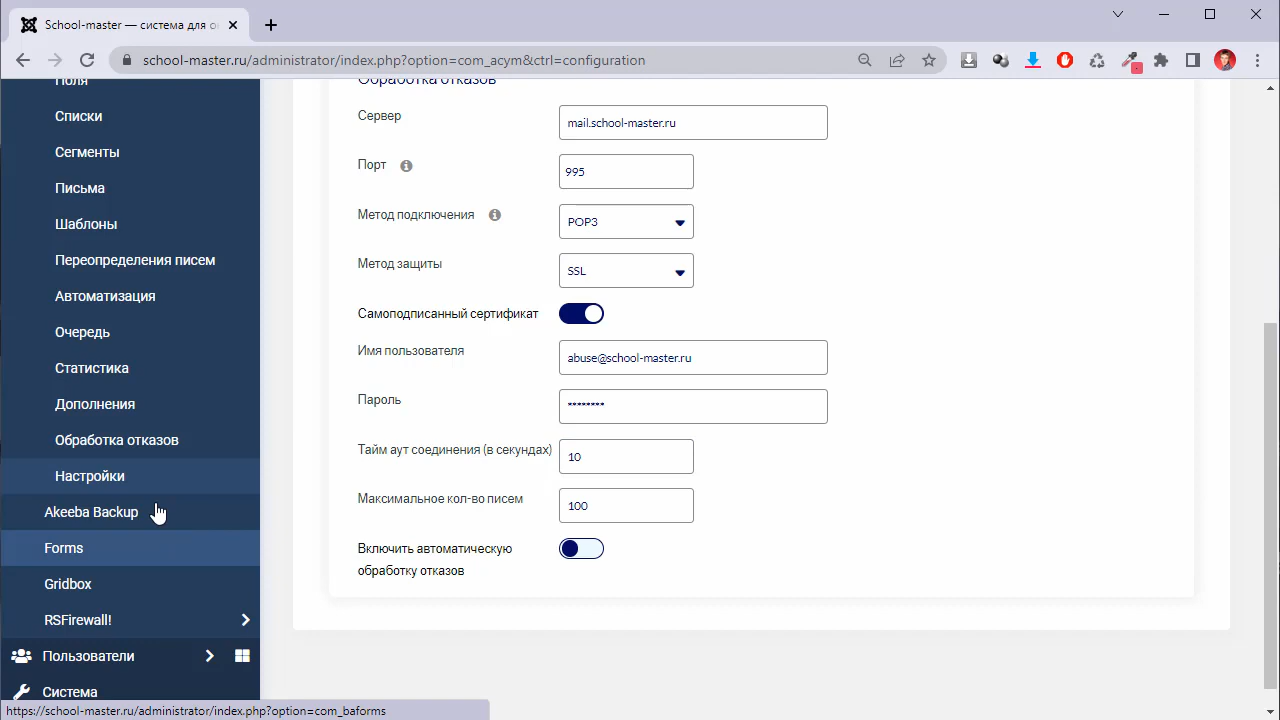 School-master — система для о
school-master.ru/administrator/index.php?option=com_acym&ctrl=configuration
Поля
Списки
Сегменты
Письма
Шаблоны
Переопределения писем
Автоматизация
Очередь
Статистика
Дополнения
Обработка отказов
Настройки
Akeeba Backup
Forms
Gridbox
RSFirewall!
Пользователи
Система
https://school-master.ru/administrator/index.php?option=com_baforms
Обработка отказов
Сервер
mail.school-master.ru
Порт
995
Метод подключения
POP3
Метод защиты
SSL
Самоподписанный сертификат
Имя пользователя
abuse@school-master.ru
Пароль
********
Тайм аут соединения (в секундах)
10
Максимальное кол-во писем
100
Включить автоматическую
обработку отказов